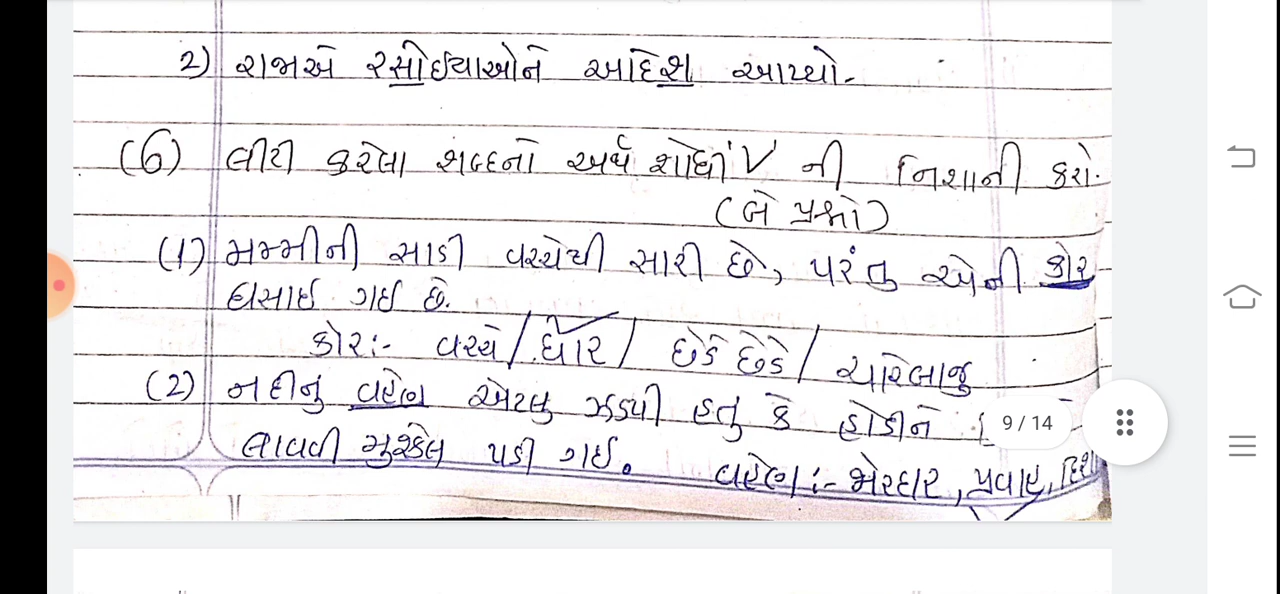 2) રાજાએ રસોઈયાઓને આદેશ આપ્યો.
(6) લીટી કરેલા શબ્દનો અર્થ શોધી ✓ ની નિશાની કરો.
(બે પ્રશ્નો)
(1) મમ્મીની સાડી વચ્ચેથી સારી છે, પરંતુ એની કોર
ઘસાઈ ગઈ છે.
કોર:- વચ્ચે / ધાર / છેક છેડે / ચારેબાજુ
(2) નદીનું વહેણ એટલુ ઝડપી હતુ કે હોડીને
લાવવી મુશ્કેલ પડી ગઈ.
વહેણ:- જોરદાર, પ્રવાહ, દિશા
9/14